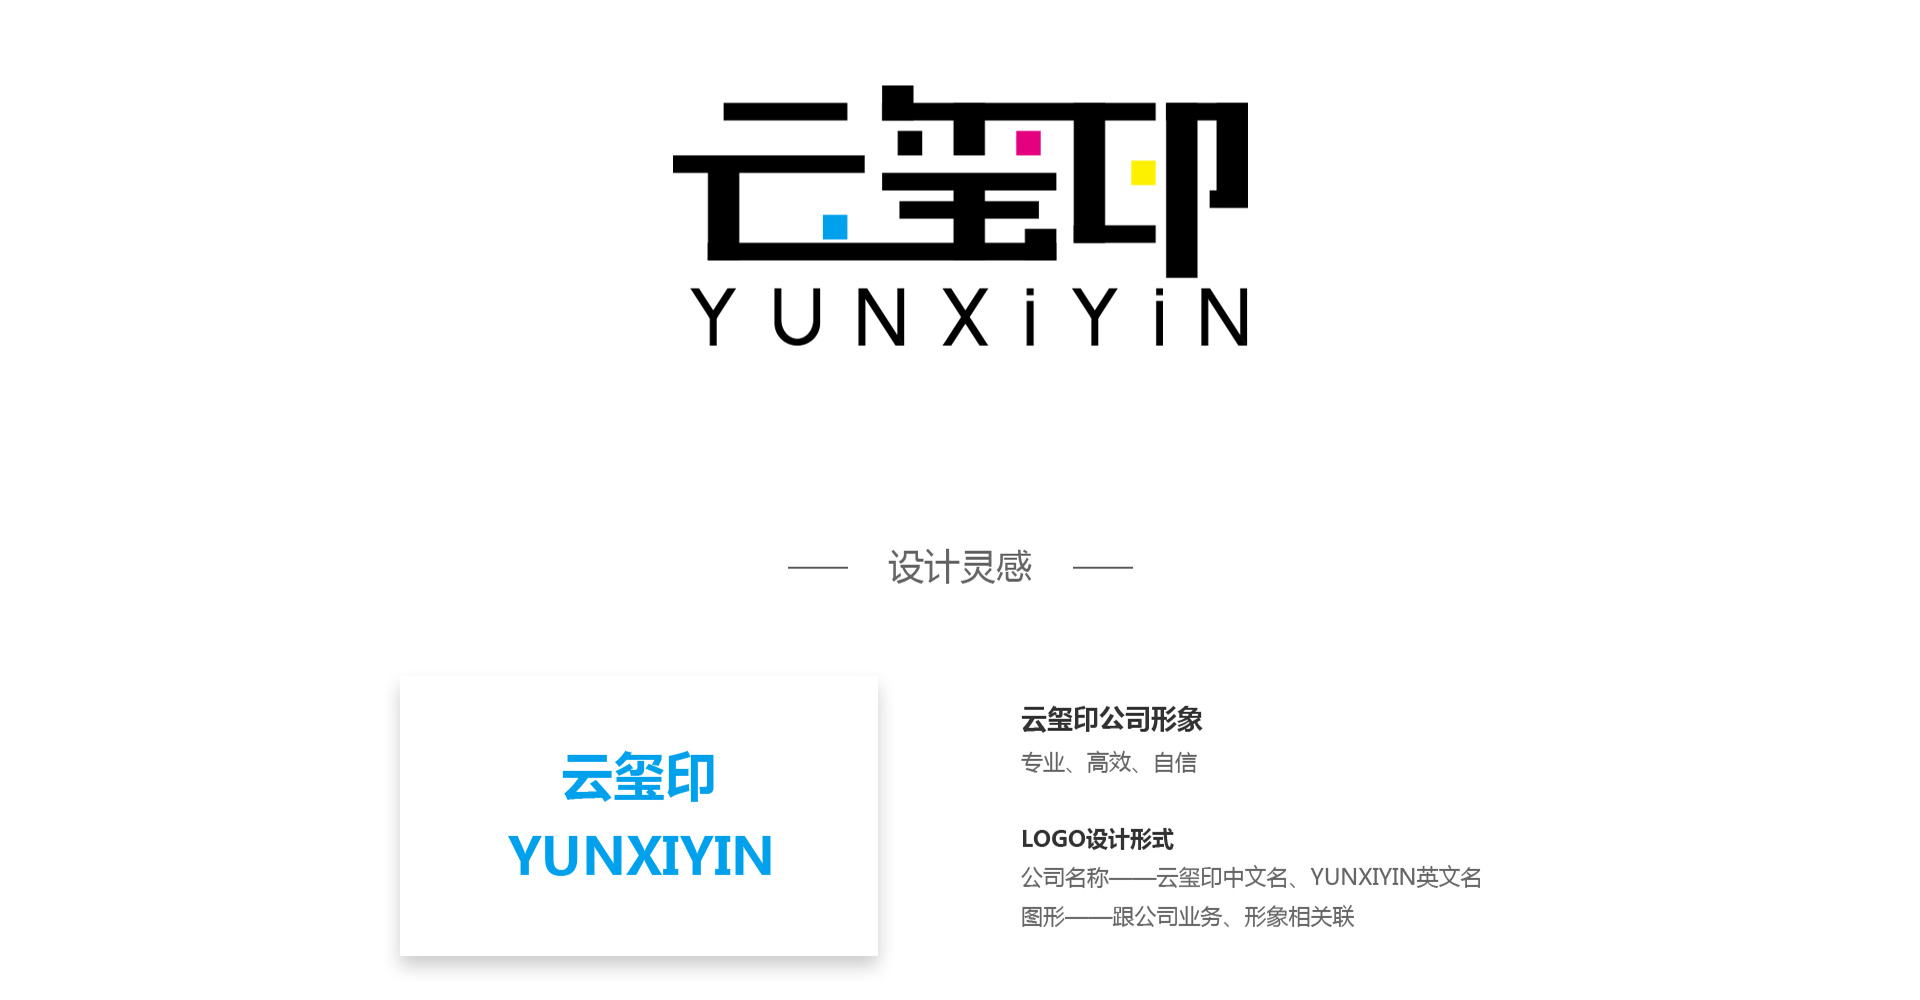 云玺印
YUNXiYiN
设计灵感
云玺印
YUNXIYIN
云玺印公司形象
专业、高效、自信
LOGO设计形式
公司名称——云玺印中文名、YUNXIYIN英文名
图形——跟公司业务、形象相关联